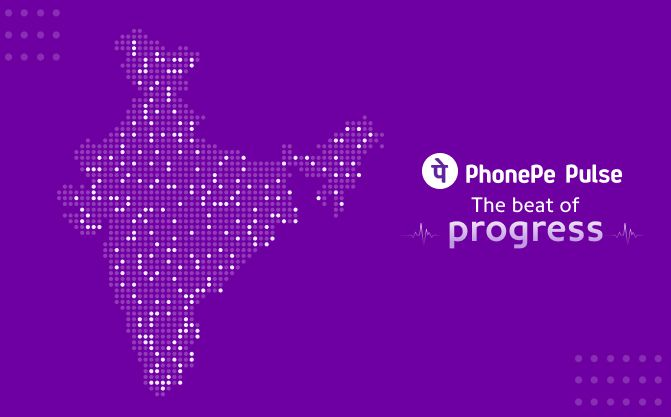 पे PhonePe Pulse
The beat of
progress